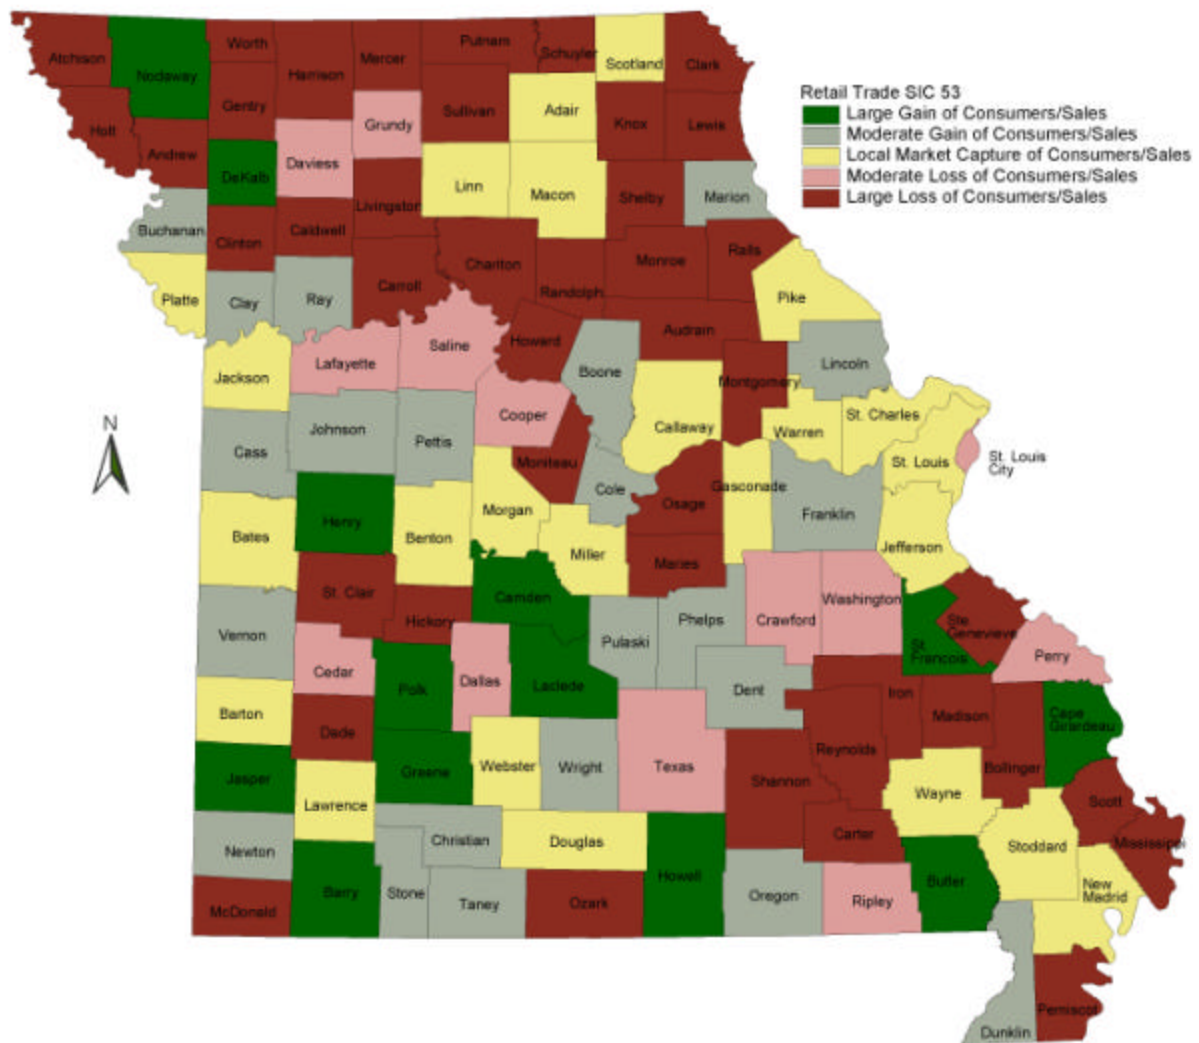 Retail Trade SIC 53
Large Gain of Consumers/Sales
Moderate Gain of Consumers/Sales
Local Market Capture of Consumers/Sales
Moderate Loss of Consumers/Sales
Large Loss of Consumers/Sales
Atchison
Nodaway
Worth
Harrison
Mercer
Putnam
Schuyler
Scotland
Clark
Holt
Andrew
Gentry
DeKalb
Daviess
Grundy
Sullivan
Adair
Knox
Lewis
Buchanan
Clinton
Caldwell
Livingston
Linn
Macon
Shelby
Marion
Platte
Clay
Ray
Carroll
Chariton
Randolph
Monroe
Ralls
Pike
Jackson
Lafayette
Saline
Howard
Boone
Audrain
Montgomery
Lincoln
N
Cass
Johnson
Pettis
Cooper
Moniteau
Cole
Callaway
Warren
St. Charles
St. Louis
St. Louis
City
Bates
Henry
Benton
Morgan
Miller
Osage
Gasconade
Franklin
Jefferson
Vernon
St. Clair
Hickory
Camden
Maries
Pulaski
Phelps
Crawford
Washington
St
Francois
Ste.
Genevieve
Perry
Barton
Cedar
Polk
Dallas
Laclede
Dent
Iron
Madison
Cape
Girardeau
Jasper
Dade
Greene
Webster
Wright
Texas
Shannon
Reynolds
Bollinger
Wayne
Scott
Mississippi
Newton
Lawrence
Christian
Douglas
Howell
Carter
Butler
Stoddard
New
Madrid
McDonald
Barry
Stone
Taney
Ozark
Oregon
Ripley
Dunklin
Pemiscot